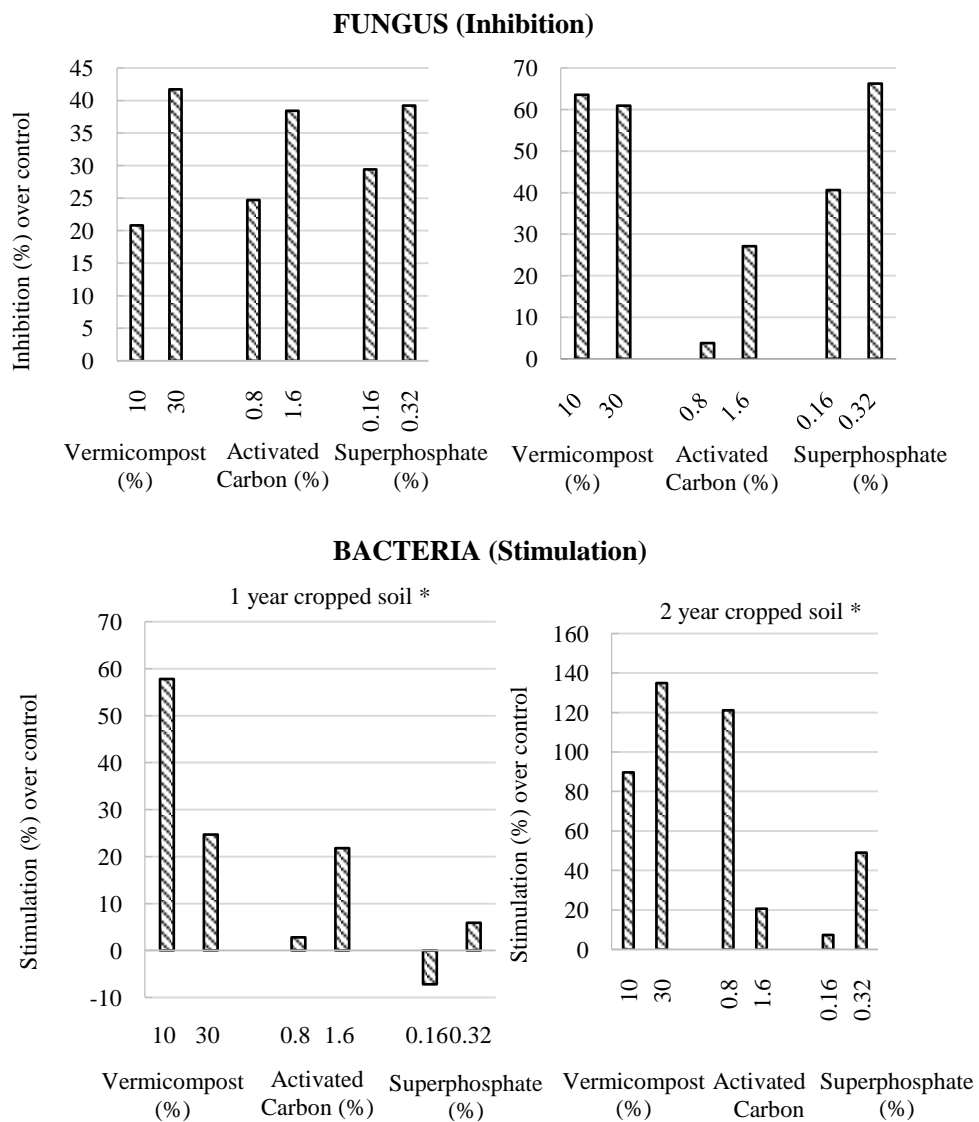 FUNGUS (Inhibition)
Inhibition (%) over control
45
40
35
30
25
20
15
10
5
0
10 30 0.8 1.6 0.16 0.32
Vermicompost (%)
Activated Carbon (%)
Superphosphate (%)
70
60
50
40
30
20
10
0
10 30 0.8 1.6 0.16 0.32
Vermicompost (%)
Activated Carbon (%)
Superphosphate (%)
BACTERIA (Stimulation)
1 year cropped soil *
Stimulation (%) over control
70
60
50
40
30
20
10
0
-10
10 30 0.8 1.6 0.16 0.32
Vermicompost (%)
Activated Carbon (%)
Superphosphate (%)
2 year cropped soil *
Stimulation (%) over control
160
140
120
100
80
60
40
20
0
10 30 0.8 1.6 0.16 0.32
Vermicompost (%)
Activated Carbon
Superphosphate (%)